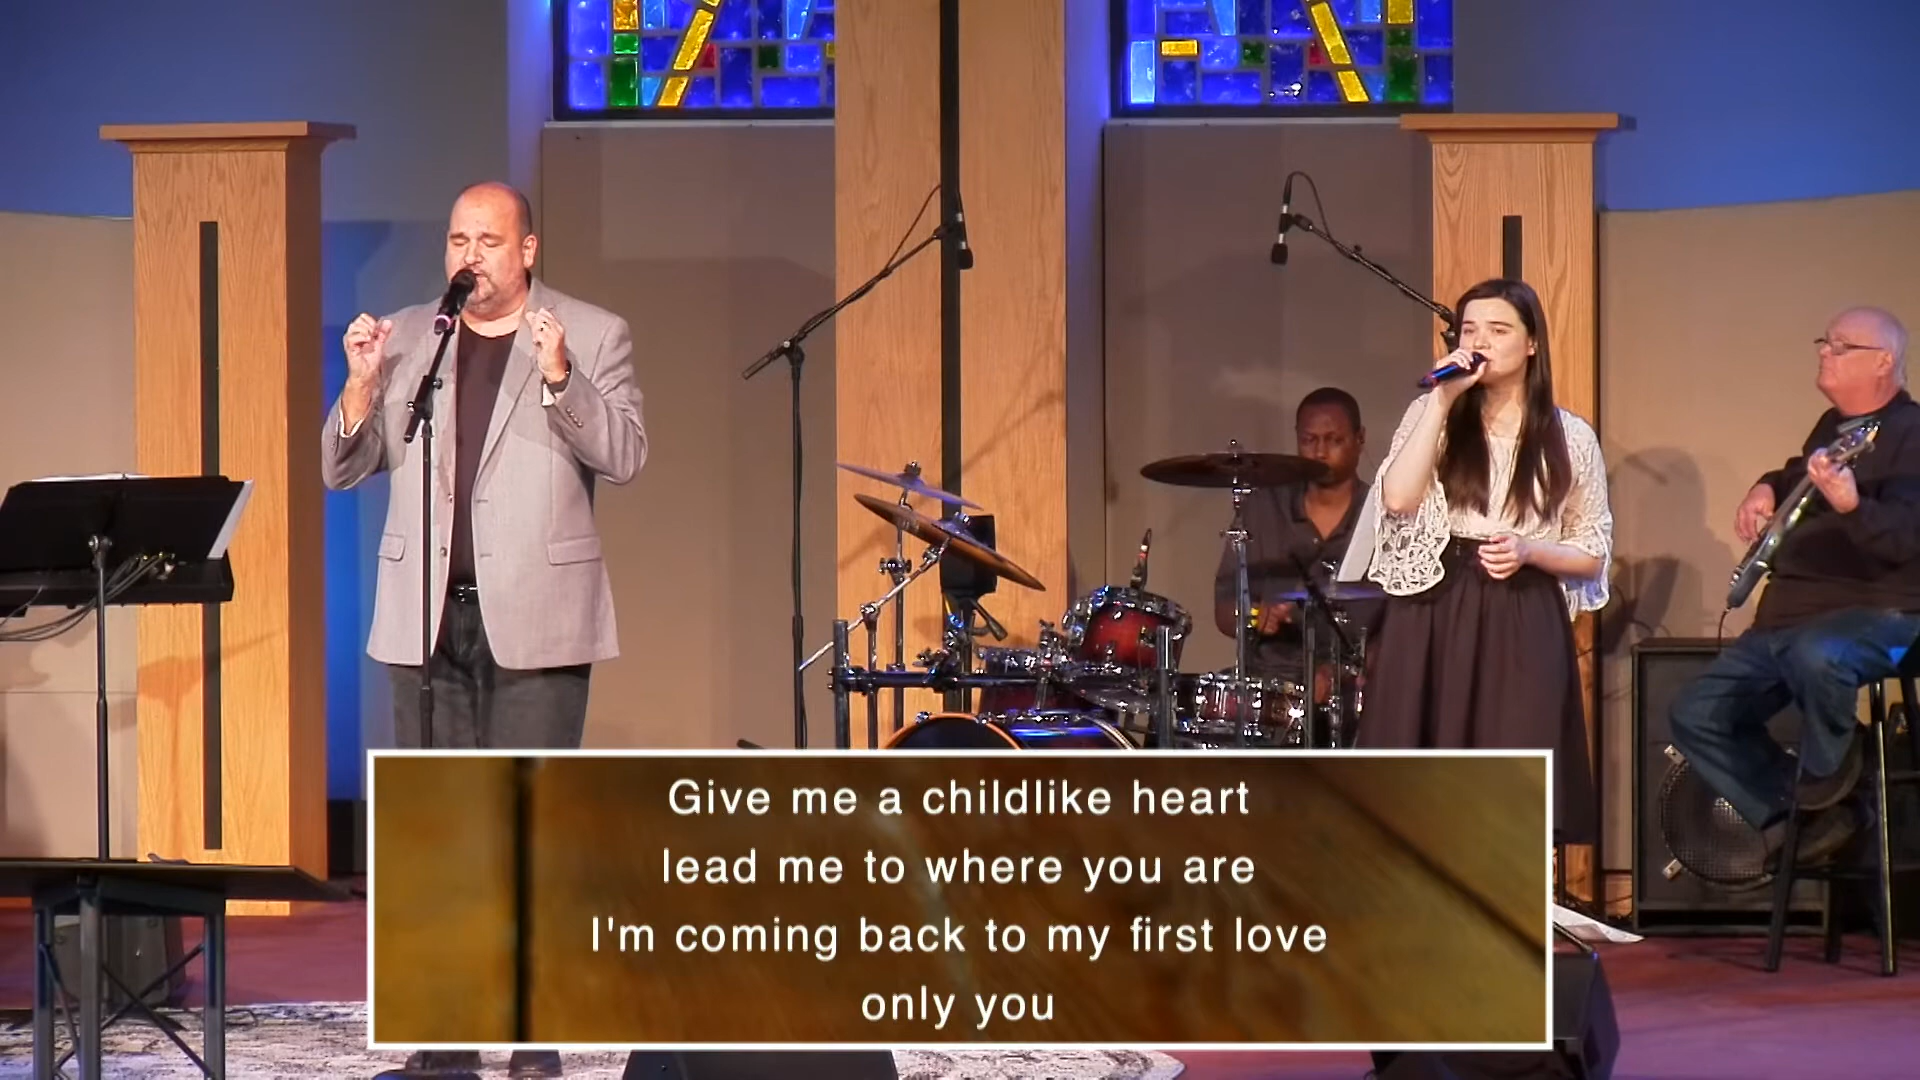 Give me a childlike heart
lead me to where you are
I'm coming back to my first love
only you